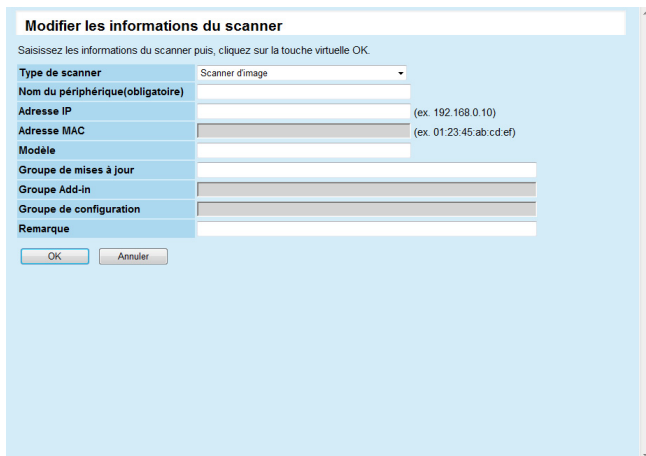 Modifier les informations du scanner
Saisissez les informations du scanner puis, cliquez sur la touche virtuelle OK.
Type de scanner Scanner d'image
Nom du périphérique(obligatoire)
Adresse IP (ex. 192.168.0.10)
Adresse MAC (ex. 01:23:45:ab:cd:ef)
Modèle
Groupe de mises à jour
Groupe Add-in
Groupe de configuration
Remarque
OK Annuler